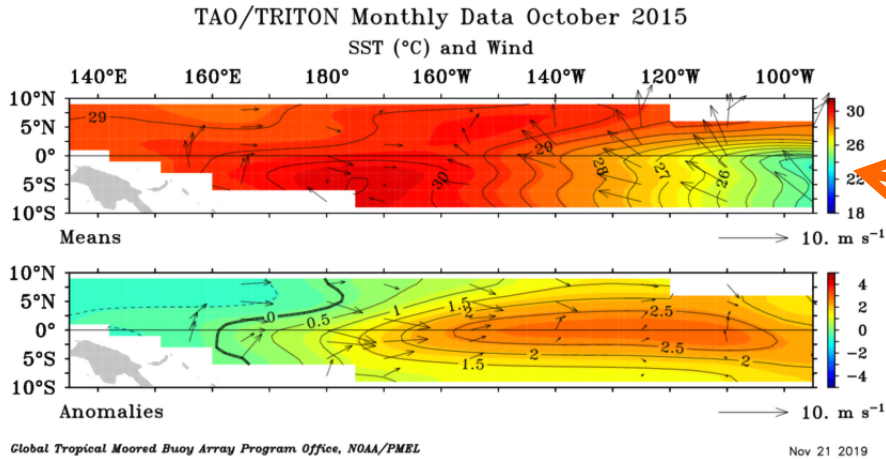 TAO/TRITON Monthly Data October 2015
SST (°C) and Wind
140°E 160°E 180° 160°W 140°W 120°W 100°W
10°N
5°N
0°
5°S
10°S
29
30
29
28
27
26
30
26
22
18
Means
10. m s⁻¹
10°N
5°N
0°
5°S
10°S
0
0.5
1
1.5
2.5
2.5
2
2
1.5
4
2
0
−2
−4
Anomalies
10. m s⁻¹
Global Tropical Moored Buoy Array Program Office, NOAA/PMEL
Nov 21 2019